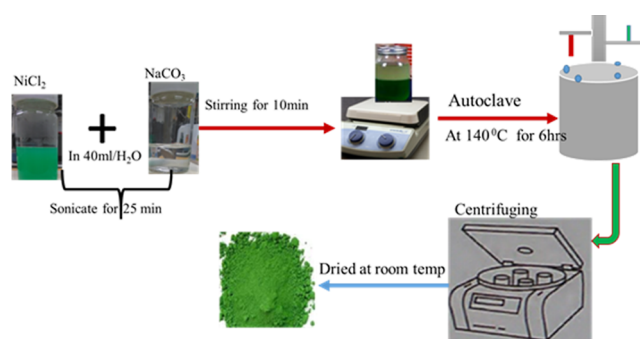 NiCl₂
NaCO₃
In 40ml/H₂O
Sonicate for 25 min
Stirring for 10min
Autoclave
At 140⁰C for 6hrs
Centrifuging
Dried at room temp